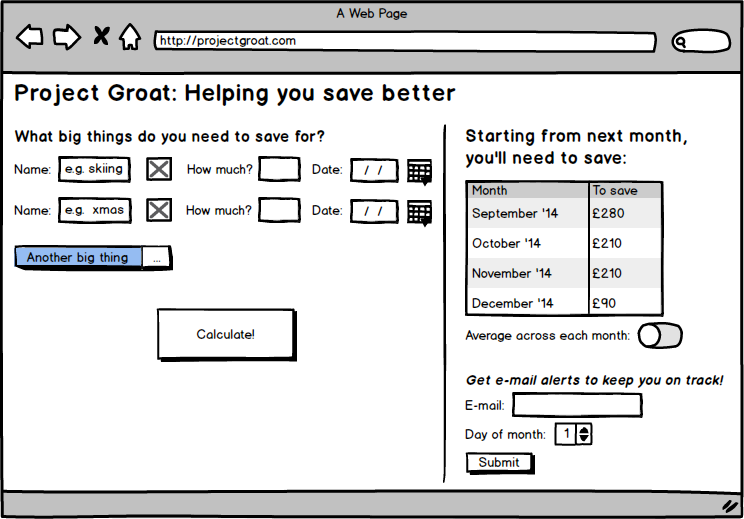 A Web Page
http://projectgroat.com
Project Groat: Helping you save better
What big things do you need to save for?
Name: e.g. skiing How much? Date: / /
Name: e.g. xmas How much? Date: / /
Another big thing ...
Calculate!
Starting from next month,
you'll need to save:
Month To save
September '14 £280
October '14 £210
November '14 £210
December '14 £90
Average across each month:
Get e-mail alerts to keep you on track!
E-mail:
Day of month: 1
Submit